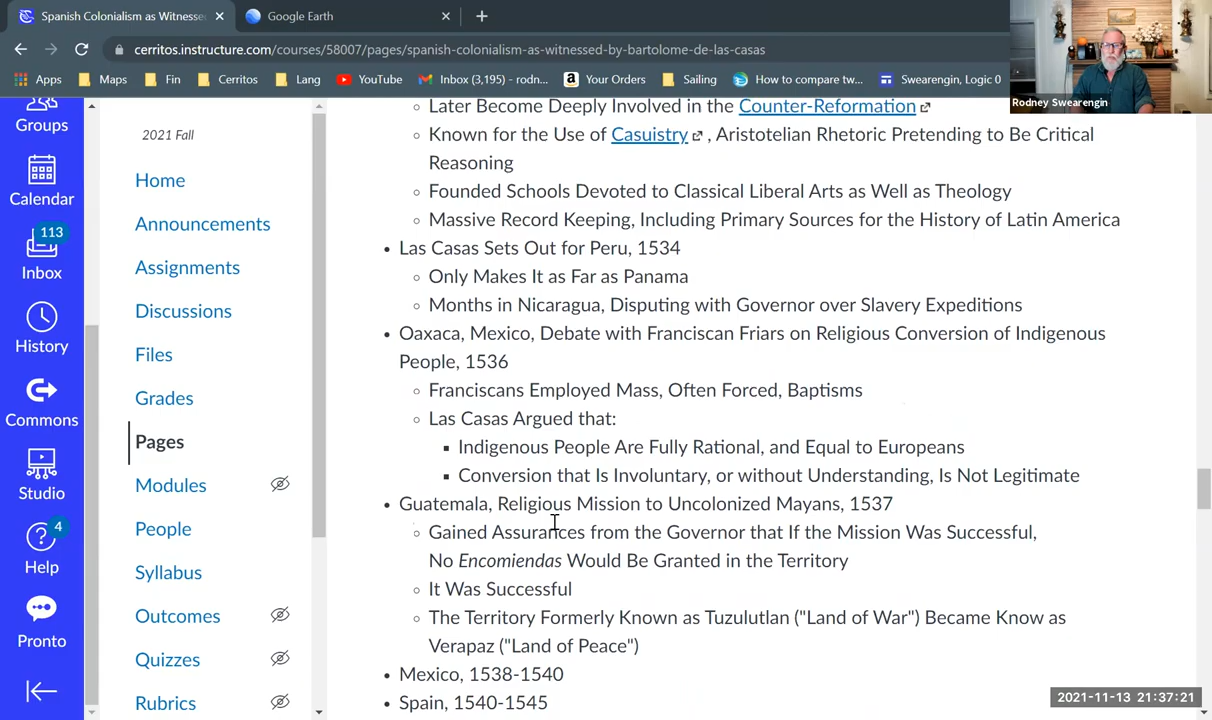 Spanish Colonialism as Witnesse
Google Earth
cerritos.instructure.com/courses/58007/pages/spanish-colonialism-as-witnessed-by-bartolome-de-las-casas
Apps
Maps
Fin
Cerritos
Lang
YouTube
Inbox (3,195) - rodn...
Your Orders
Sailing
How to compare tw...
Swearengin, Logic 0
Rodney Swearengin
Groups
Calendar
113
Inbox
History
Commons
Studio
4
Help
Pronto
2021 Fall
Home
Announcements
Assignments
Discussions
Files
Grades
Pages
Modules
People
Syllabus
Outcomes
Quizzes
Rubrics
Later Become Deeply Involved in the Counter-Reformation
Known for the Use of Casuistry , Aristotelian Rhetoric Pretending to Be Critical
Reasoning
Founded Schools Devoted to Classical Liberal Arts as Well as Theology
Massive Record Keeping, Including Primary Sources for the History of Latin America
Las Casas Sets Out for Peru, 1534
Only Makes It as Far as Panama
Months in Nicaragua, Disputing with Governor over Slavery Expeditions
Oaxaca, Mexico, Debate with Franciscan Friars on Religious Conversion of Indigenous
People, 1536
Franciscans Employed Mass, Often Forced, Baptisms
Las Casas Argued that:
Indigenous People Are Fully Rational, and Equal to Europeans
Conversion that Is Involuntary, or without Understanding, Is Not Legitimate
Guatemala, Religious Mission to Uncolonized Mayans, 1537
Gained Assurances from the Governor that If the Mission Was Successful,
No Encomiendas Would Be Granted in the Territory
It Was Successful
The Territory Formerly Known as Tuzulutlan ("Land of War") Became Know as
Verapaz ("Land of Peace")
Mexico, 1538-1540
Spain, 1540-1545
2021-11-13 21:37:21